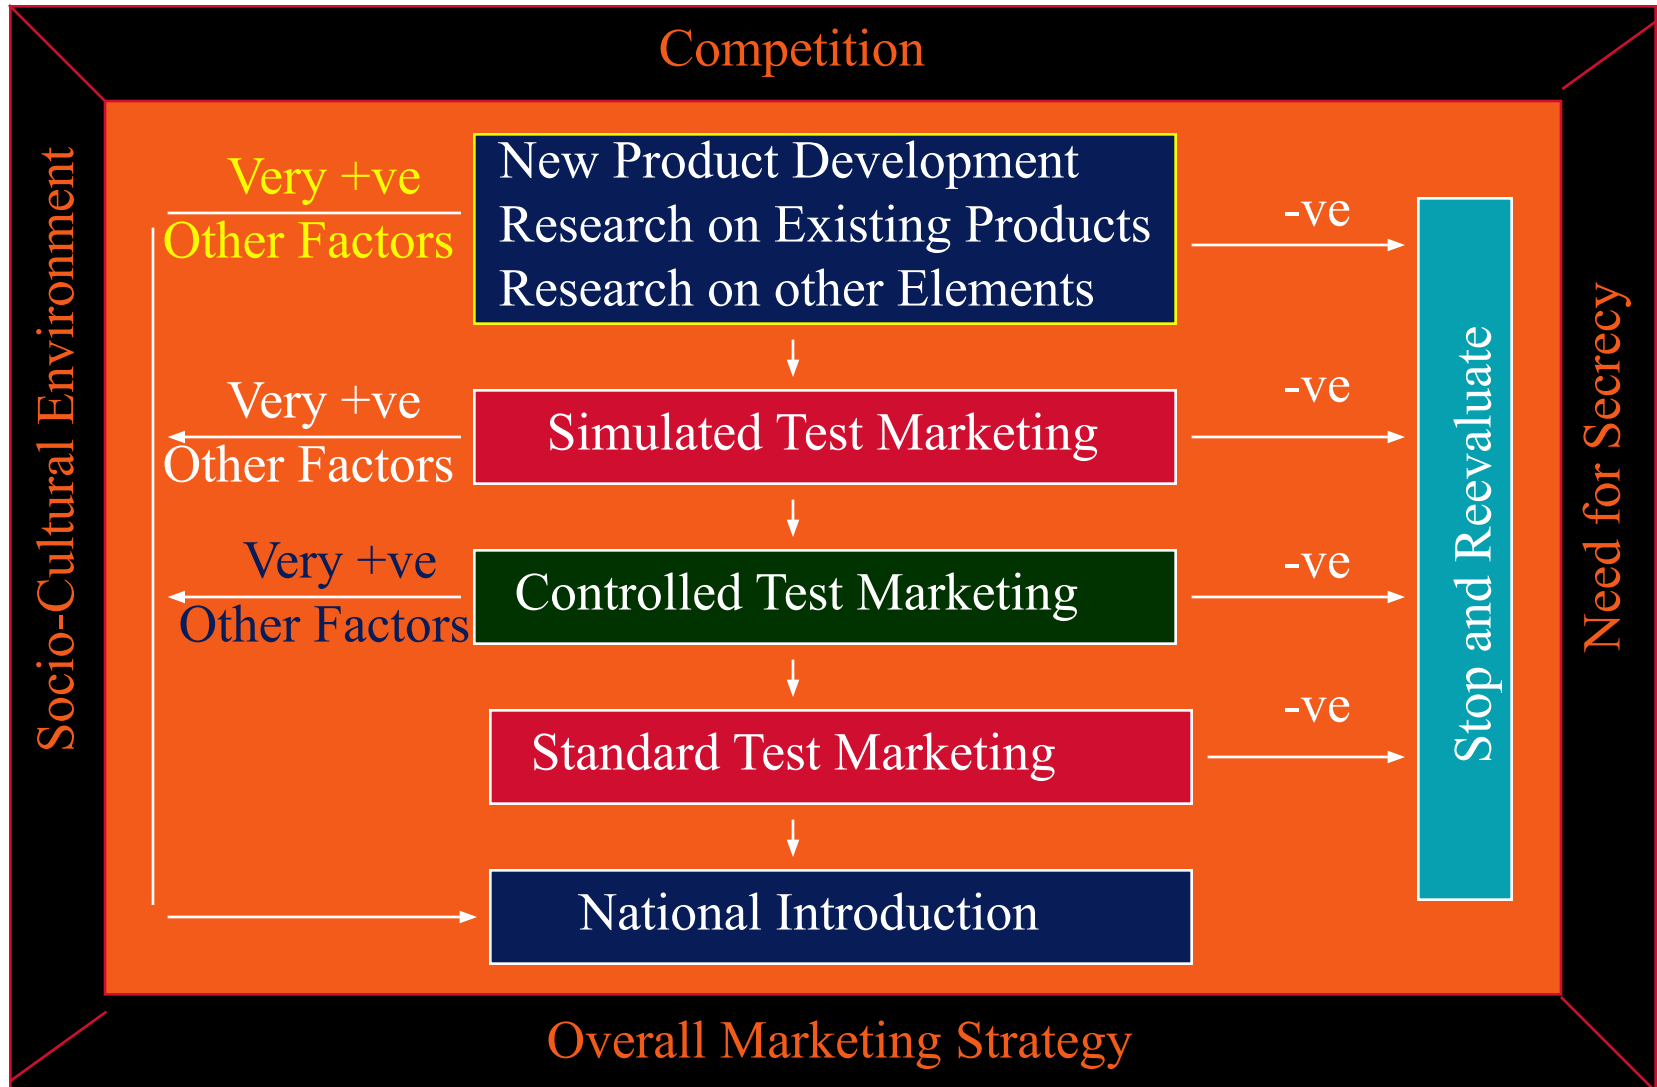 Competition
Socio-Cultural Environment
Very +ve
Other Factors
New Product Development
Research on Existing Products
Research on other Elements
-ve
Very +ve
Other Factors
Simulated Test Marketing
-ve
Very +ve
Other Factors
Controlled Test Marketing
-ve
Standard Test Marketing
-ve
National Introduction
Stop and Reevaluate
Need for Secrecy
Overall Marketing Strategy